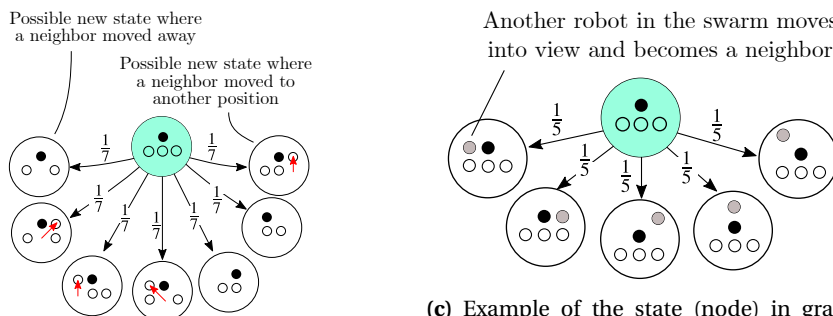 Possible new state where
a neighbor moved away
Possible new state where
a neighbor moved to
another position
1/7
1/7
1/7
1/7
1/7
1/7
1/7
Another robot in the swarm moves
into view and becomes a neighbor
1/5
1/5
1/5
1/5
1/5
(c) Example of the state (node) in gra